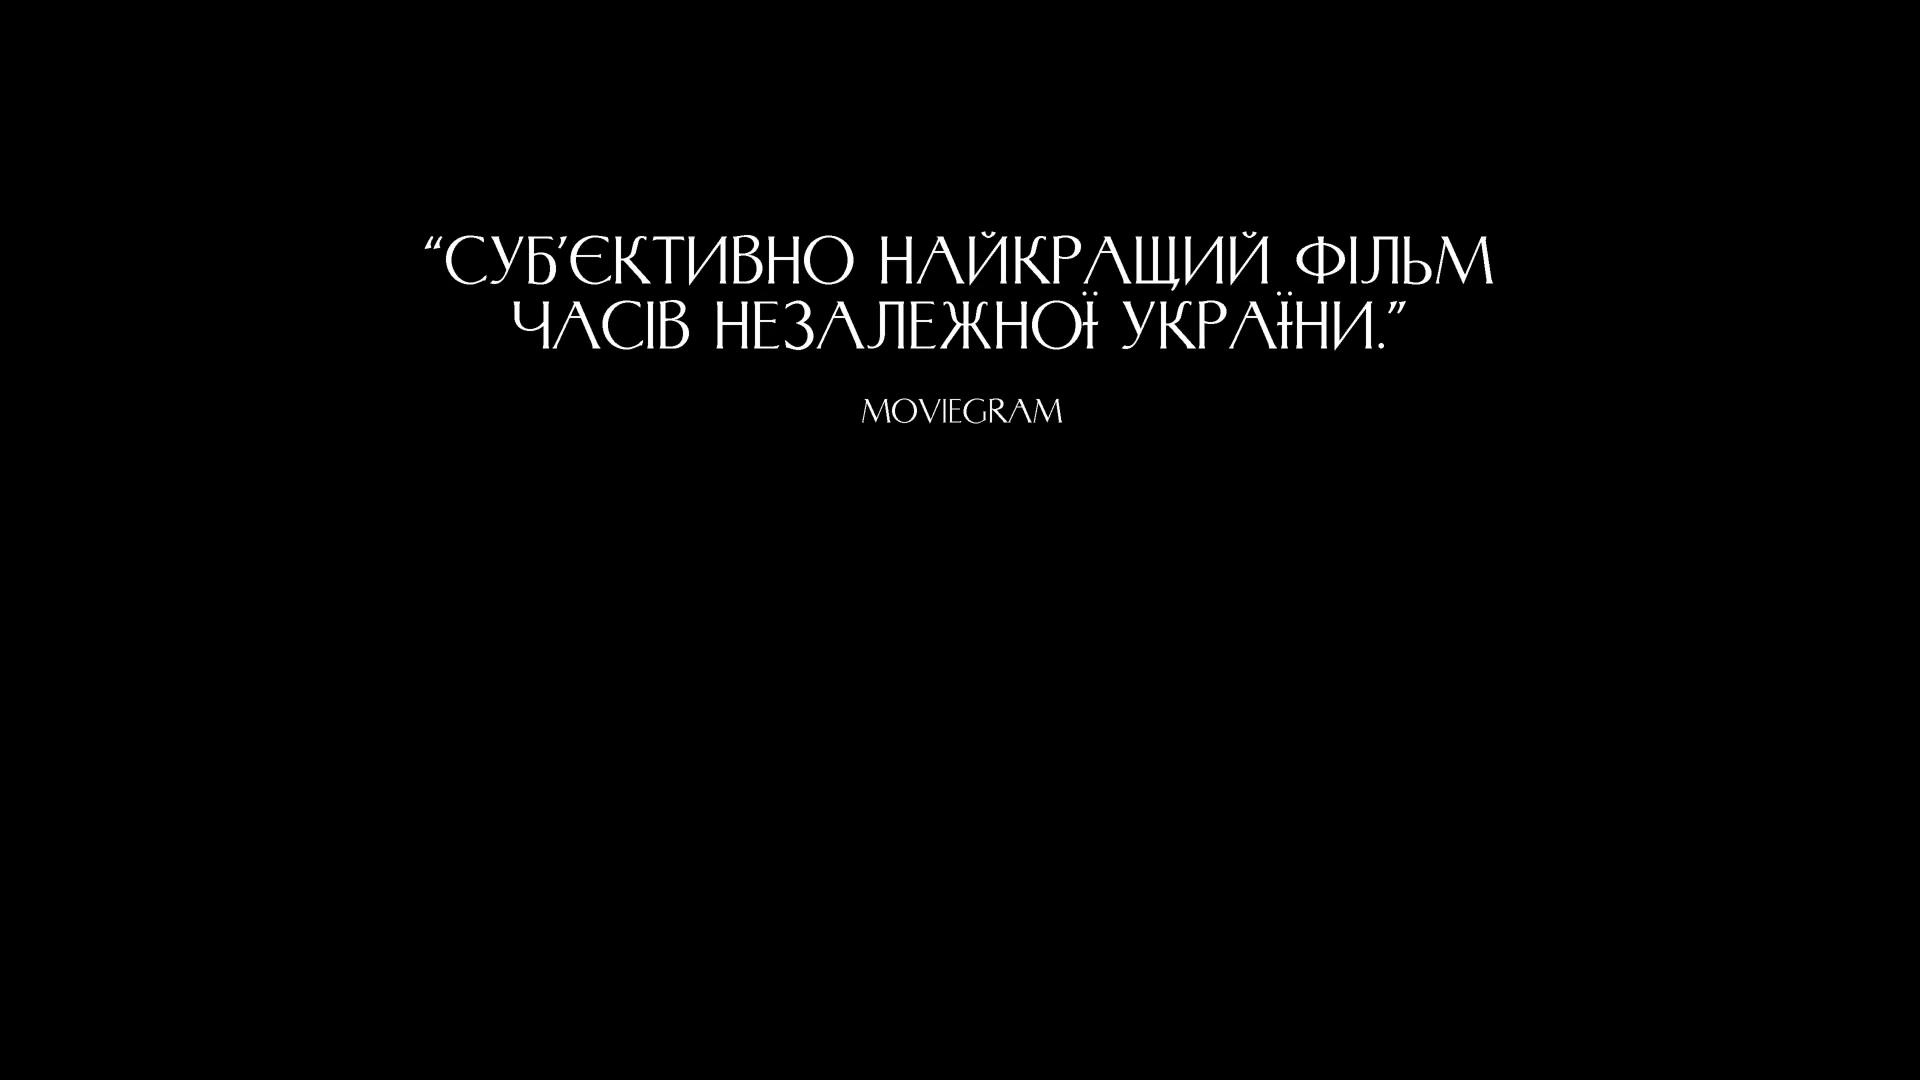 “СУБ’ЄКТИВНО НАЙКРАЩИЙ ФІЛЬМ
ЧАСІВ НЕЗАЛЕЖНОЇ УКРАЇНИ.”
MOVIEGRAM